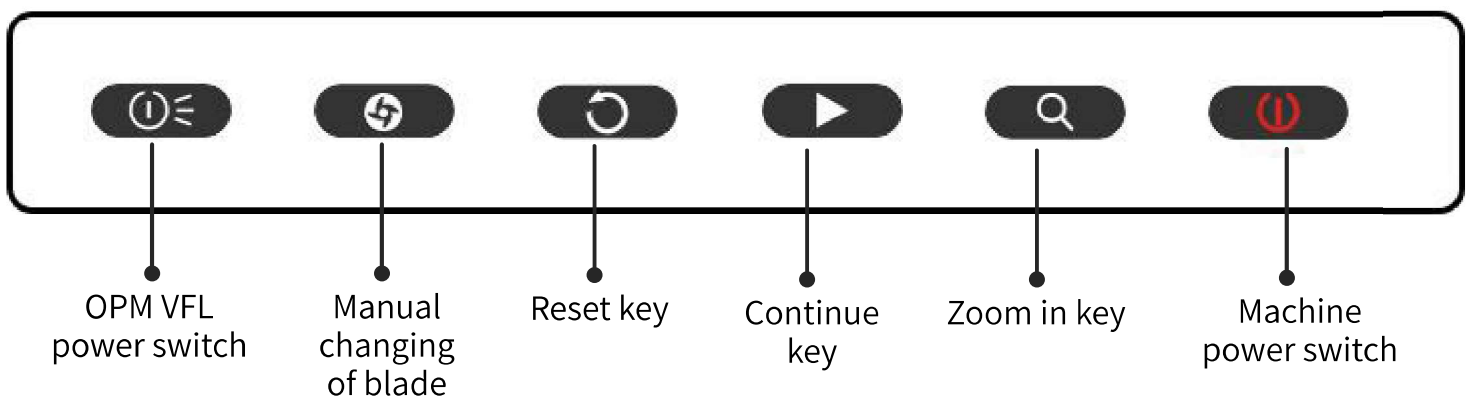 OPM VFL
power switch
Manual
changing
of blade
Reset key
Continue
key
Zoom in key
Machine
power switch